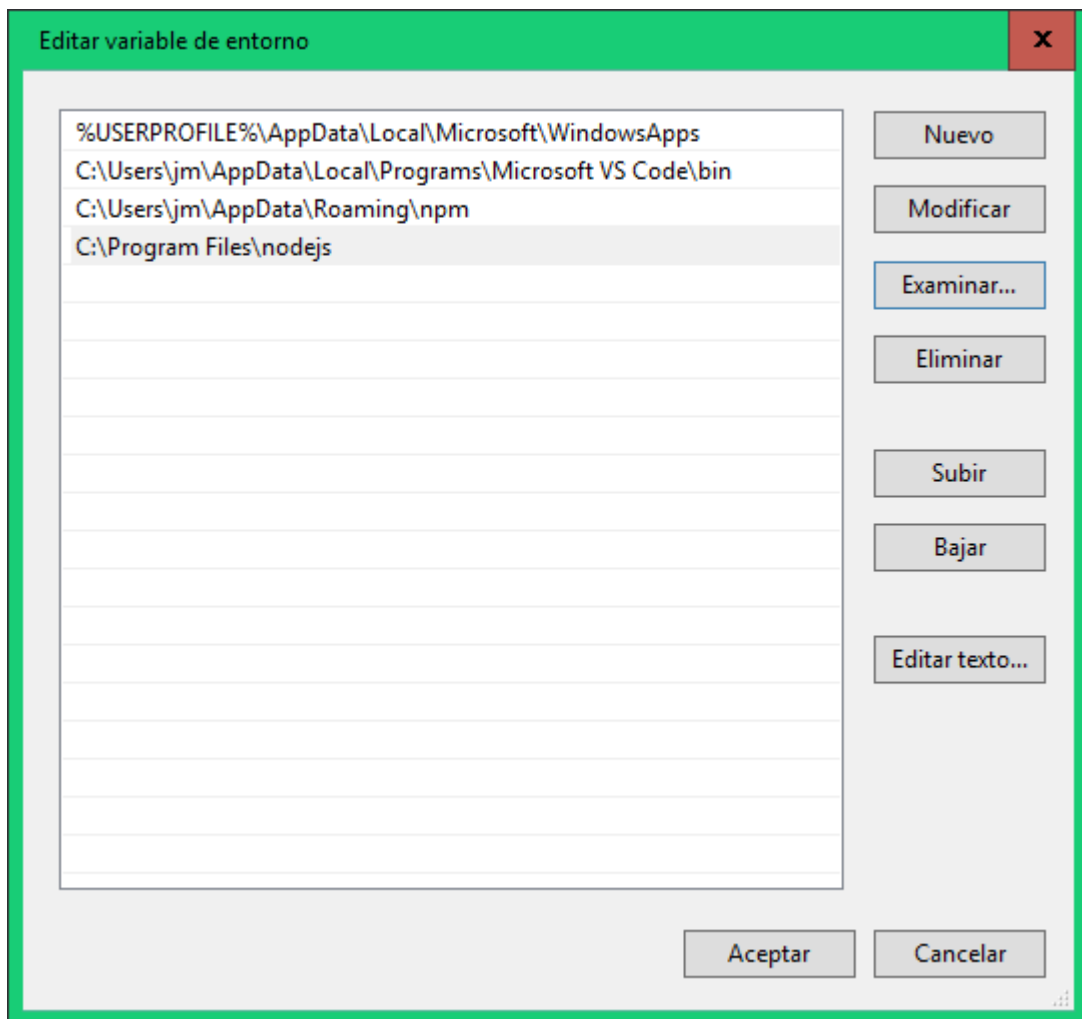 Editar variable de entorno
x
%USERPROFILE%\AppData\Local\Microsoft\WindowsApps
C:\Users\jm\AppData\Local\Programs\Microsoft VS Code\bin
C:\Users\jm\AppData\Roaming\npm
C:\Program Files\nodejs
Nuevo
Modificar
Examinar...
Eliminar
Subir
Bajar
Editar texto...
Aceptar
Cancelar